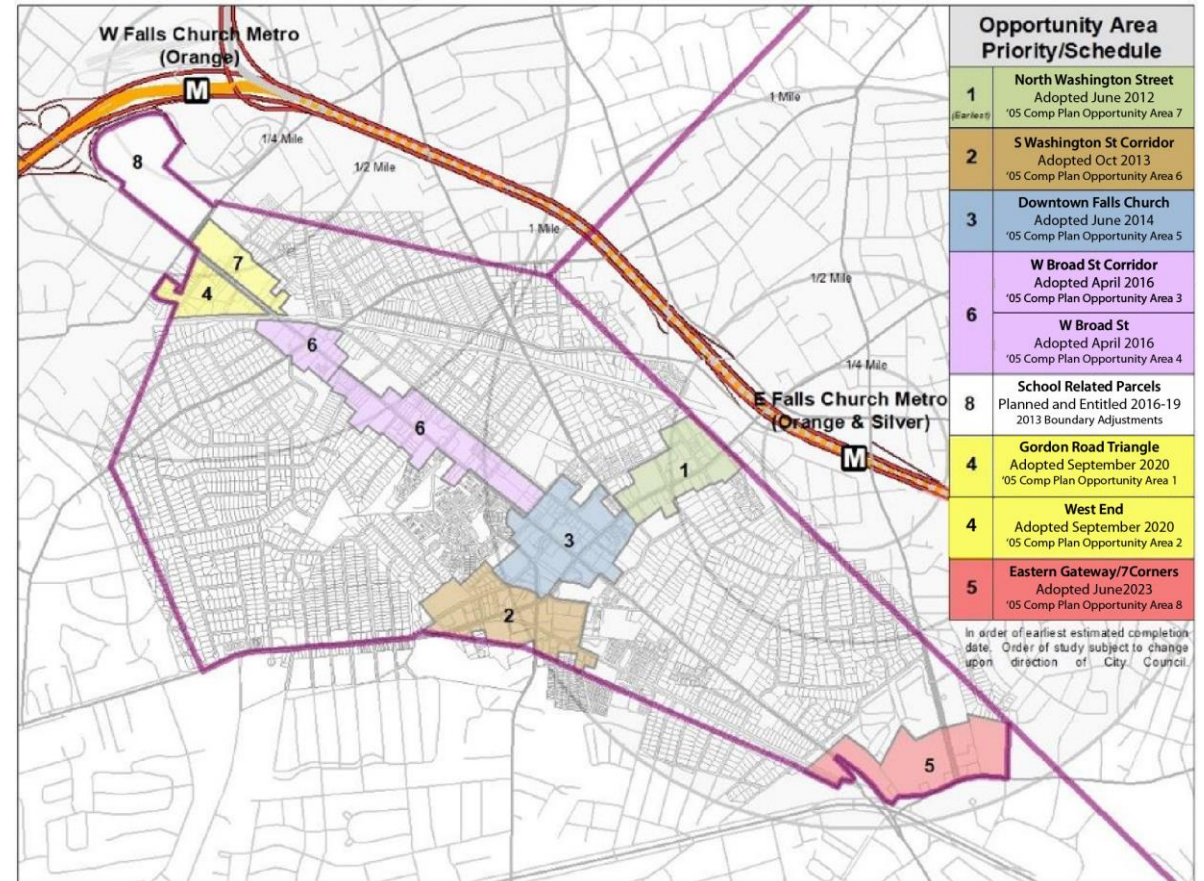 W Falls Church Metro
(Orange)
M
1/4 Mile
1/2 Mile
1 Mile
1 Mile
1/2 Mile
1/4 Mile
E Falls Church Metro
(Orange & Silver)
M
8
7
4
6
6
1
3
2
5
Opportunity Area
Priority/Schedule
1
(Earliest)
North Washington Street
Adopted June 2012
'05 Comp Plan Opportunity Area 7
2
S Washington St Corridor
Adopted Oct 2013
'05 Comp Plan Opportunity Area 6
3
Downtown Falls Church
Adopted June 2014
'05 Comp Plan Opportunity Area 5
6
W Broad St Corridor
Adopted April 2016
'05 Comp Plan Opportunity Area 3
W Broad St
Adopted April 2016
'05 Comp Plan Opportunity Area 4
8
School Related Parcels
Planned and Entitled 2016-19
2013 Boundary Adjustments
4
Gordon Road Triangle
Adopted September 2020
'05 Comp Plan Opportunity Area 1
4
West End
Adopted September 2020
'05 Comp Plan Opportunity Area 2
5
Eastern Gateway/7Corners
Adopted June2023
'05 Comp Plan Opportunity Area 8
In order of earliest estimated completion
date. Order of study subject to change
upon direction of City Council.